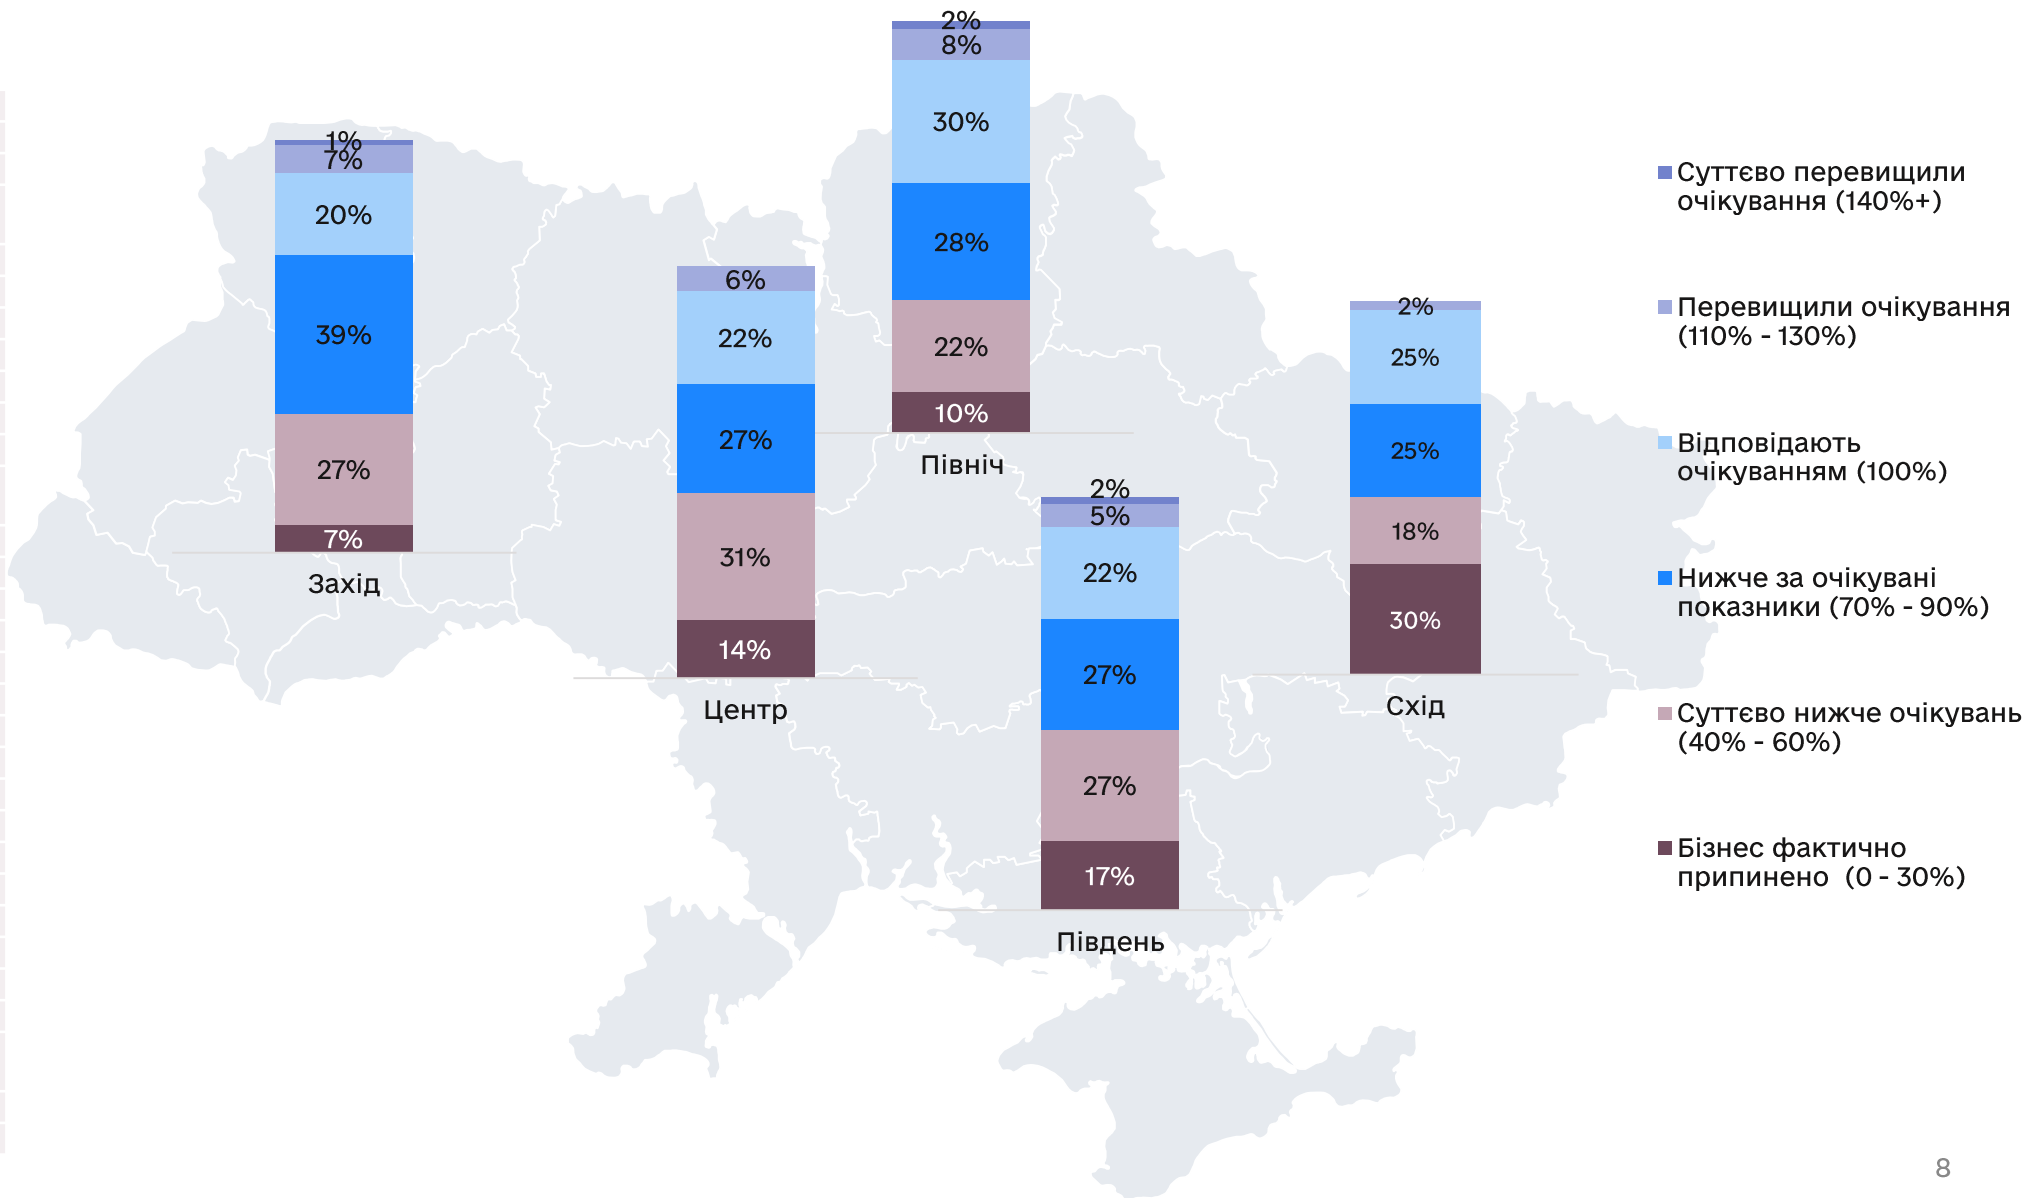 2%
8%
30%
28%
22%
10%
Північ
1%
7%
20%
39%
27%
7%
Захід
6%
22%
27%
31%
14%
Центр
2%
5%
22%
27%
27%
17%
Південь
2%
25%
25%
18%
30%
Схід
Суттєво перевищили
очікування (140%+)
Перевищили очікування
(110% - 130%)
Відповідають
очікуванням (100%)
Нижче за очікувані
показники (70% - 90%)
Суттєво нижче очікувань
(40% - 60%)
Бізнес фактично
припинено (0 - 30%)
8